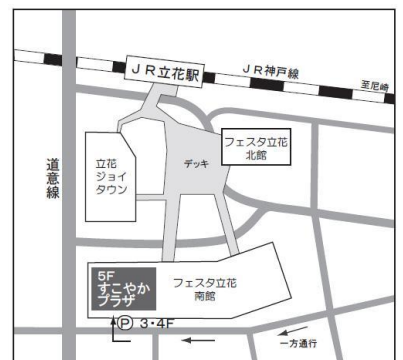 JR立花駅
JR神戸線
至尼崎
道意線
立花
ジョイ
タウン
デッキ
フェスタ立花
北館
5F
すこやか
プラザ
フェスタ立花
南館
Ⓟ 3・4F
一方通行